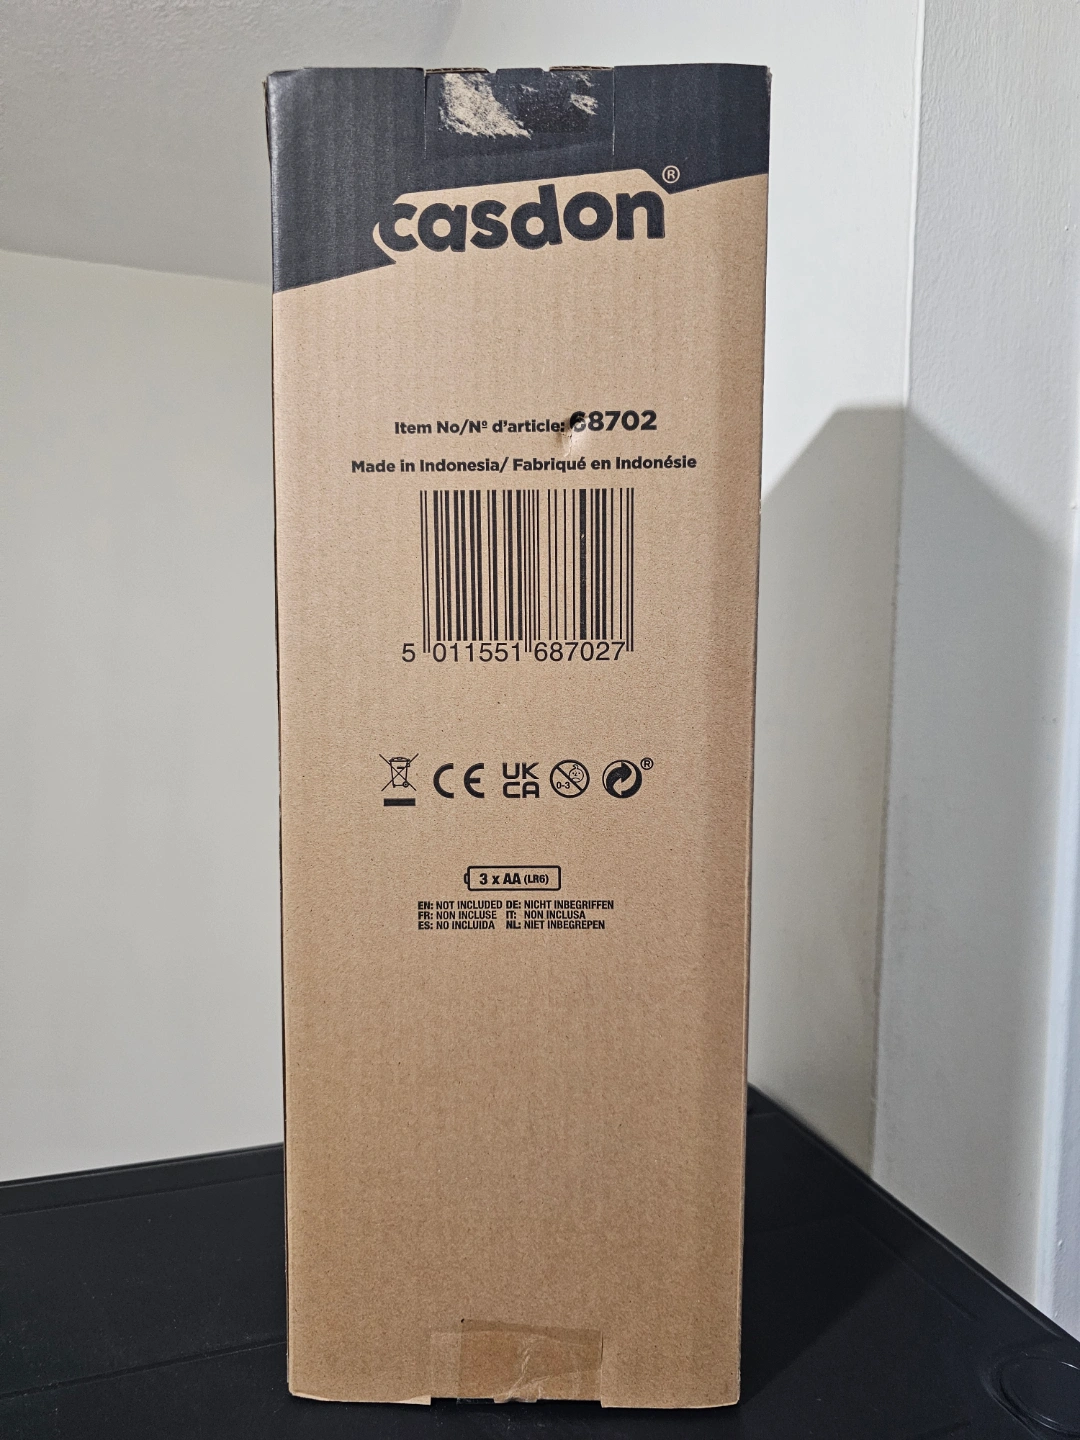 casdon®
Item No/Nº d'article: 68702
Made in Indonesia/ Fabriqué en Indonésie
5 011551 687027
CE UK CA 0-3 ®
3 x AA (LR6)
EN: NOT INCLUDED DE: NICHT INBEGRIFFEN
FR: NON INCLUSE IT: NON INCLUSA
ES: NO INCLUIDA NL: NIET INBEGREPEN